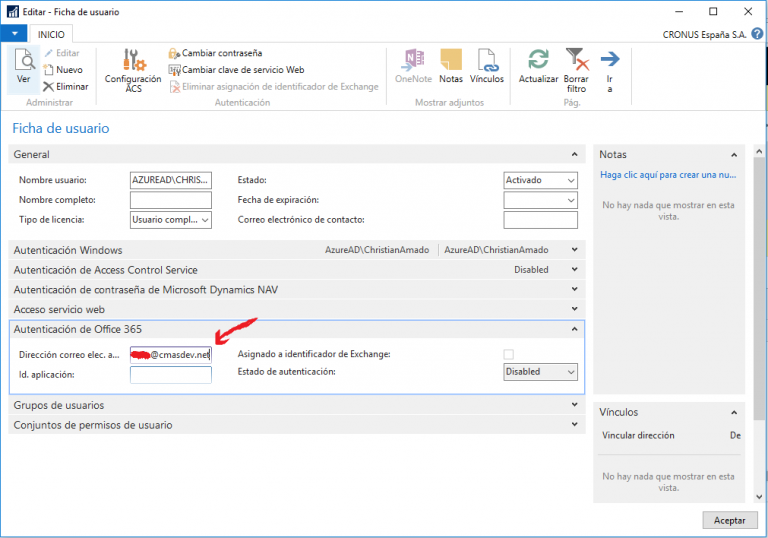 Editar - Ficha de usuario
INICIO
CRONUS España S.A.
Ver
Editar
Nuevo
Eliminar
Administrar
Configuración ACS
Cambiar contraseña
Cambiar clave de servicio Web
Eliminar asignación de identificador de Exchange
Autenticación
OneNote
Notas
Vínculos
Mostrar adjuntos
Actualizar
Borrar filtro
Ir a
Pág.
Ficha de usuario
General
Nombre usuario: AZUREAD\CHRIS...
Estado: Activado
Nombre completo:
Fecha de expiración:
Tipo de licencia: Usuario compl...
Correo electrónico de contacto:
Autenticación Windows AzureAD\ChristianAmado AzureAD\ChristianAmado
Autenticación de Access Control Service Disabled
Autenticación de contraseña de Microsoft Dynamics NAV
Acceso servicio web
Autenticación de Office 365
Dirección correo elec. a... @cmasdev.net
Asignado a identificador de Exchange:
Id. aplicación:
Estado de autenticación: Disabled
Grupos de usuarios
Conjuntos de permisos de usuario
Notas
Haga clic aquí para crear una nu...
No hay nada que mostrar en esta
vista.
Vínculos
Vincular dirección De
No hay nada que mostrar en esta
vista.
Aceptar